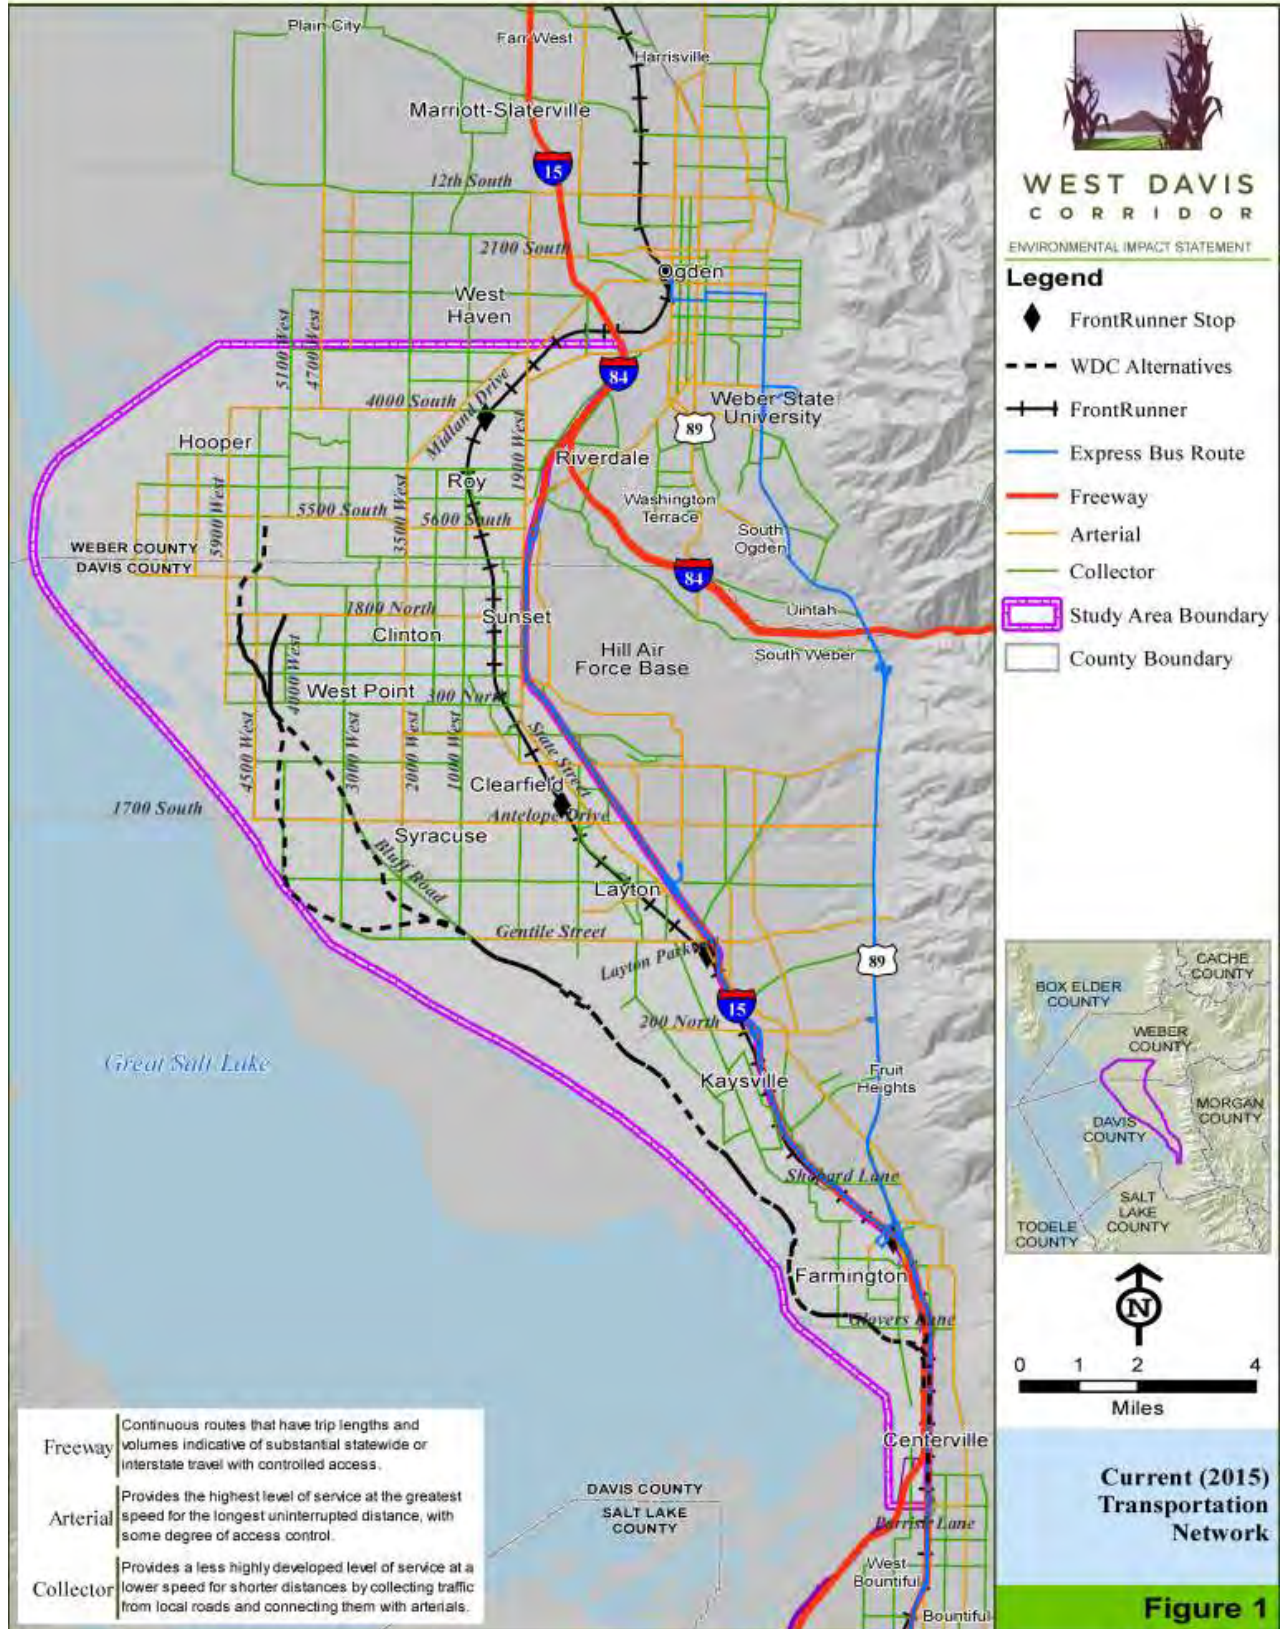 Plain City
Farr West
Harrisville
Marriott-Slaterville
15
12th South
2100 South
Ogden
West
Haven
5100 West
4700 West
84
4000 South
Midland Drive
Weber State
University
89
Hooper
1900 West
Riverdale
Roy
Washington
Terrace
5900 West
5500 South
3500 West
5600 South
South
Ogden
WEBER COUNTY
DAVIS COUNTY
84
1800 North
Sunset
Uintah
Clinton
4000 West
Hill Air
Force Base
South Weber
West Point
300 North
4500 West
3000 West
2000 West
1000 West
State Street
Clearfield
1700 South
Antelope Drive
Syracuse
Bluff Road
Layton
Gentile Street
Layton Parkway
89
15
200 North
Great Salt Lake
Kaysville
Fruit
Heights
Shepard Lane
Farmington
Glovers Lane
Centerville
DAVIS COUNTY
SALT LAKE
COUNTY
Parrish Lane
West
Bountiful
Bountiful
Freeway
Continuous routes that have trip lengths and
volumes indicative of substantial statewide or
interstate travel with controlled access.
Arterial
Provides the highest level of service at the greatest
speed for the longest uninterrupted distance, with
some degree of access control.
Collector
Provides a less highly developed level of service at a
lower speed for shorter distances by collecting traffic
from local roads and connecting them with arterials.
WEST DAVIS
CORRIDOR
ENVIRONMENTAL IMPACT STATEMENT
Legend
FrontRunner Stop
WDC Alternatives
FrontRunner
Express Bus Route
Freeway
Arterial
Collector
Study Area Boundary
County Boundary
CACHE
COUNTY
BOX ELDER
COUNTY
WEBER
COUNTY
MORGAN
COUNTY
DAVIS
COUNTY
SALT
LAKE
COUNTY
TOOELE
COUNTY
N
0 1 2 4
Miles
Current (2015)
Transportation
Network
Figure 1